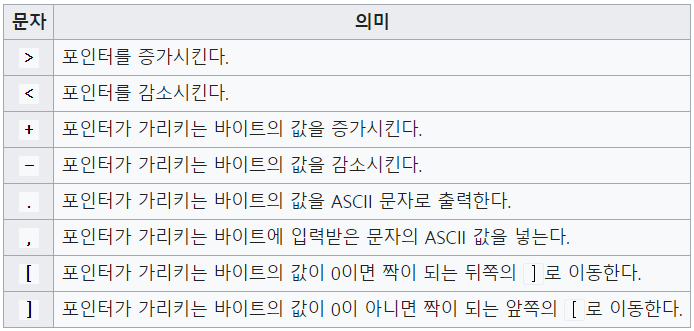 문자 의미
> 포인터를 증가시킨다.
< 포인터를 감소시킨다.
+ 포인터가 가리키는 바이트의 값을 증가시킨다.
- 포인터가 가리키는 바이트의 값을 감소시킨다.
. 포인터가 가리키는 바이트의 값을 ASCII 문자로 출력한다.
, 포인터가 가리키는 바이트에 입력받은 문자의 ASCII 값을 넣는다.
[ 포인터가 가리키는 바이트의 값이 0이면 짝이 되는 뒤쪽의 ] 로 이동한다.
] 포인터가 가리키는 바이트의 값이 0이 아니면 짝이 되는 앞쪽의 [ 로 이동한다.